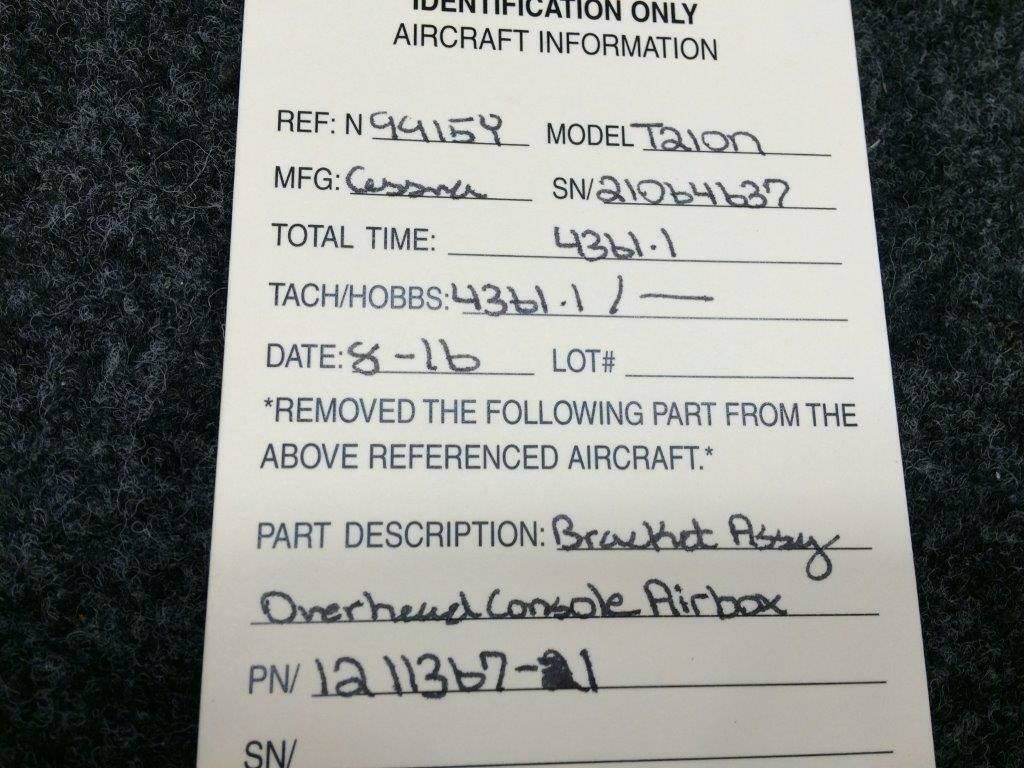 IDENTIFICATION ONLY
AIRCRAFT INFORMATION
REF: N 9915Y MODEL T210N
MFG: Cessna SN/ 21064637
TOTAL TIME: 4361.1
TACH/HOBBS: 4361.1 / —
DATE: 8-16 LOT#
*REMOVED THE FOLLOWING PART FROM THE
ABOVE REFERENCED AIRCRAFT.*
PART DESCRIPTION: Bracket Assy
Overhead Console Airbox
PN/ 1211367-1
SN/